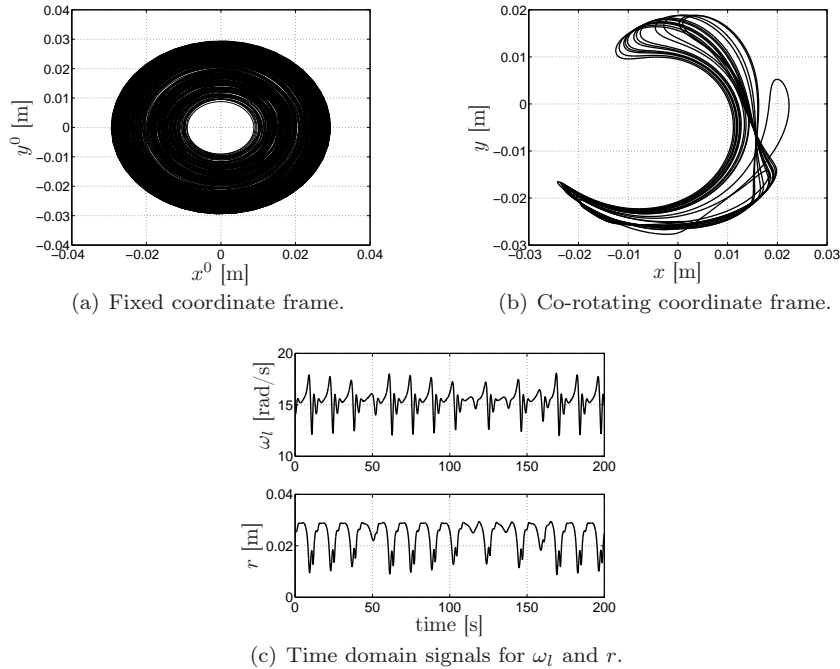 0.04
0.03
0.02
0.01
0
−0.01
−0.02
−0.03
−0.04
y⁰ [m]
−0.04 −0.02 0 0.02 0.04
x⁰ [m]
(a) Fixed coordinate frame.
0.02
0.01
0
−0.01
−0.02
−0.03
y [m]
−0.03 −0.02 −0.01 0 0.01 0.02 0.03
x [m]
(b) Co-rotating coordinate frame.
20
15
10
ω_l [rad/s]
0 50 100 150 200
0.04
0.02
0
r [m]
0 50 100 150 200
time [s]
(c) Time domain signals for ω_l and r.